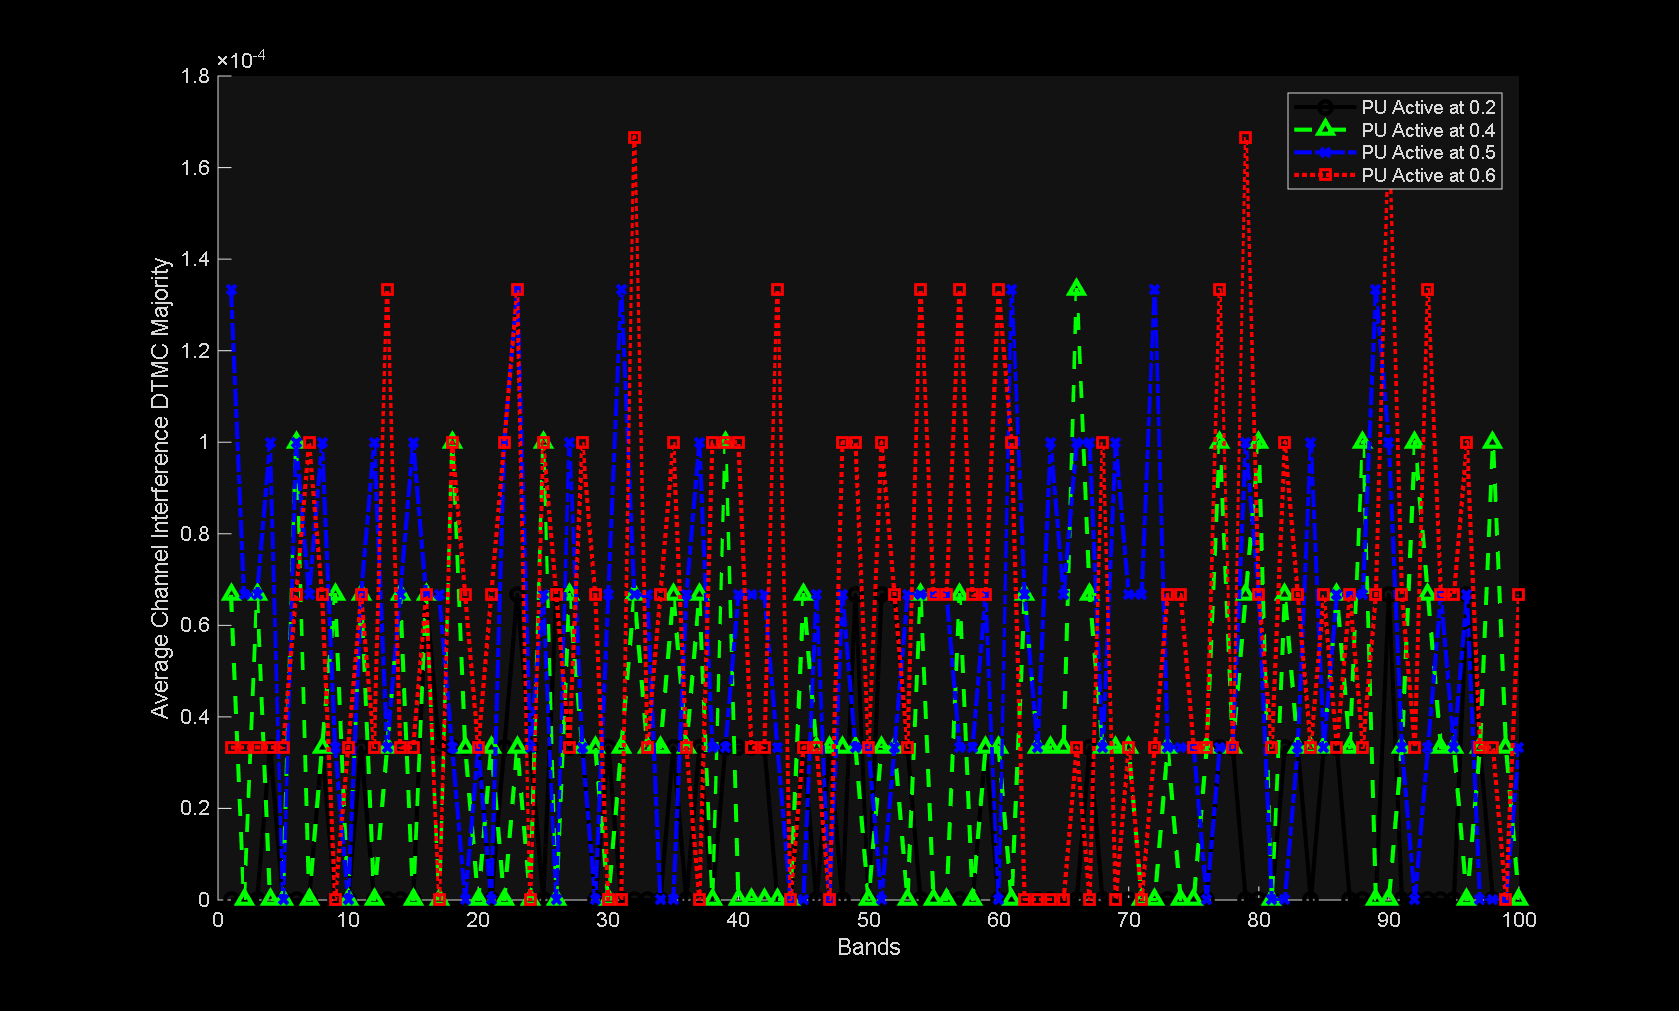 ×10-4
1.8
1.6
1.4
1.2
1
0.8
0.6
0.4
0.2
0
Average Channel Interference DTMC Majority
PU Active at 0.2
PU Active at 0.4
PU Active at 0.5
PU Active at 0.6
0 10 20 30 40 50 60 70 80 90 100
Bands